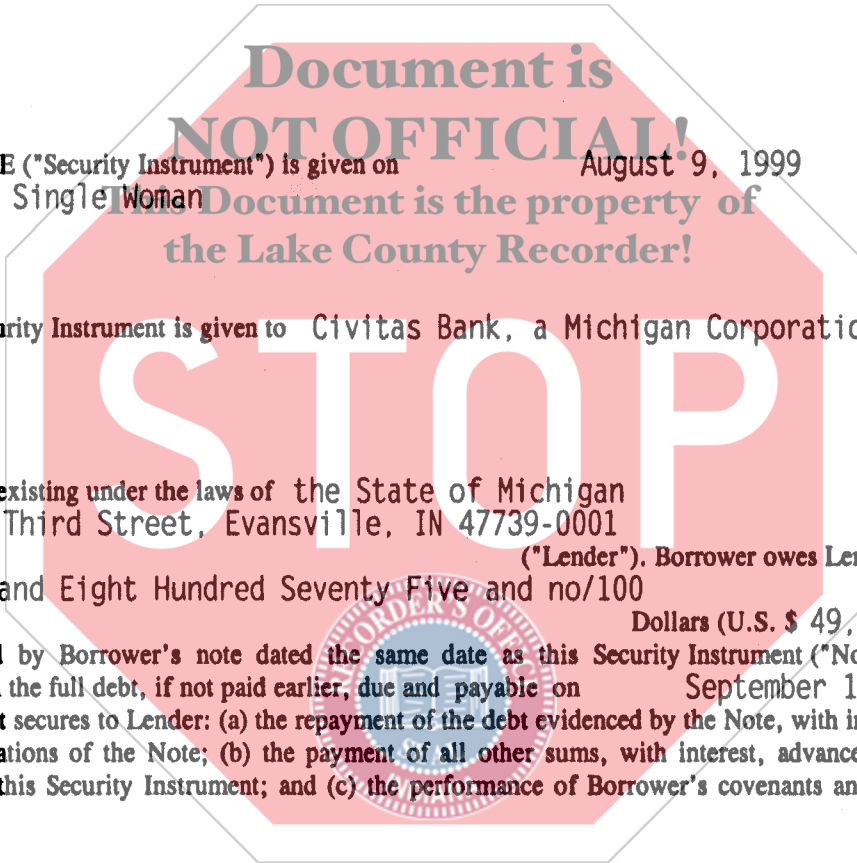 Document is
NOT OFFICIAL!
E ("Security Instrument") is given on August 9, 1999
Single Woman
This Document is the property of
the Lake County Recorder!
urity Instrument is given to Civitas Bank, a Michigan Corporatio
STOP
existing under the laws of the State of Michigan
Third Street, Evansville, IN 47739-0001
("Lender"). Borrower owes Len
and Eight Hundred Seventy Five and no/100
Dollars (U.S. $ 49,
d by Borrower's note dated the same date as this Security Instrument ("No
the full debt, if not paid earlier, due and payable on September 1
t secures to Lender: (a) the repayment of the debt evidenced by the Note, with in
ations of the Note; (b) the payment of all other sums, with interest, advance
this Security Instrument; and (c) the performance of Borrower's covenants an
RECORDER'S OFFICE